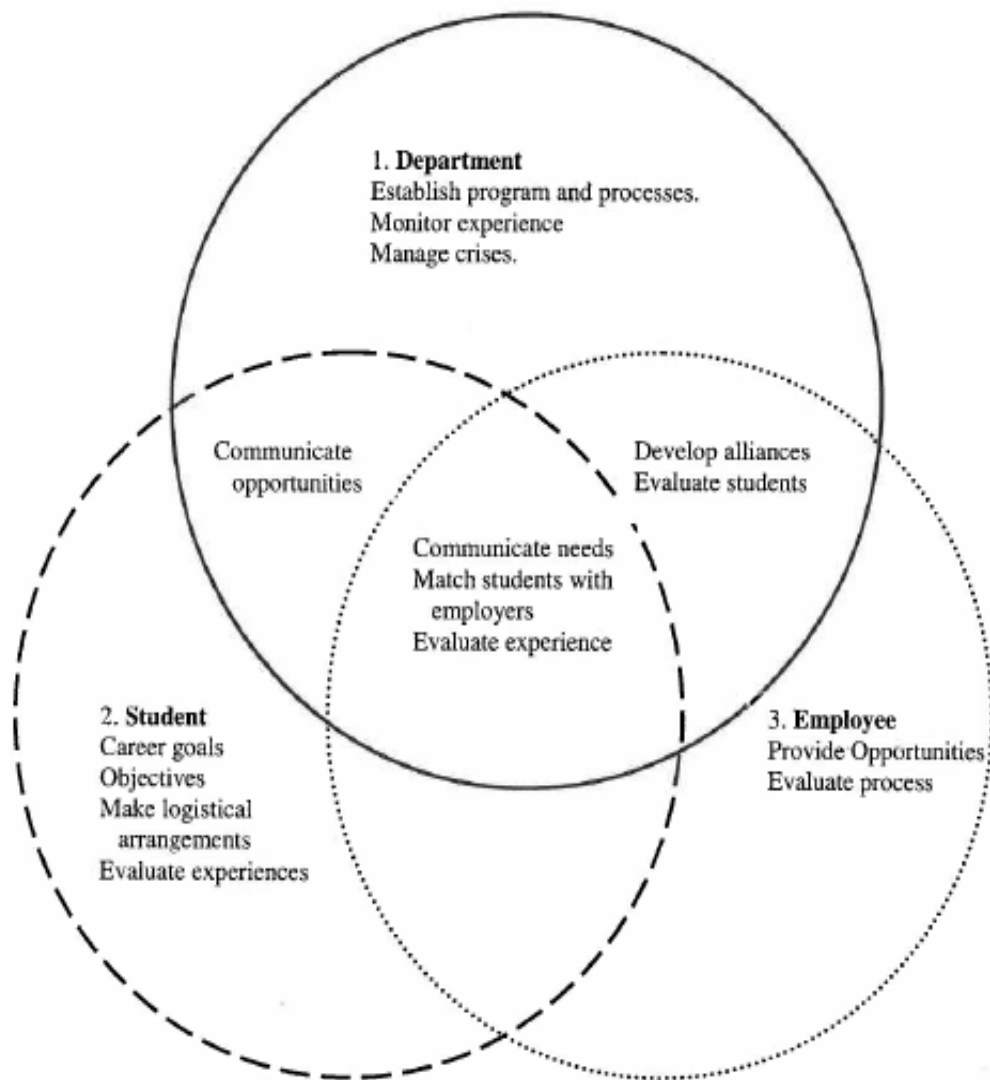 1. Department
Establish program and processes.
Monitor experience
Manage crises.
Communicate
opportunities
Develop alliances
Evaluate students
Communicate needs
Match students with
employers
Evaluate experience
2. Student
Career goals
Objectives
Make logistical
arrangements
Evaluate experiences
3. Employee
Provide Opportunities
Evaluate process